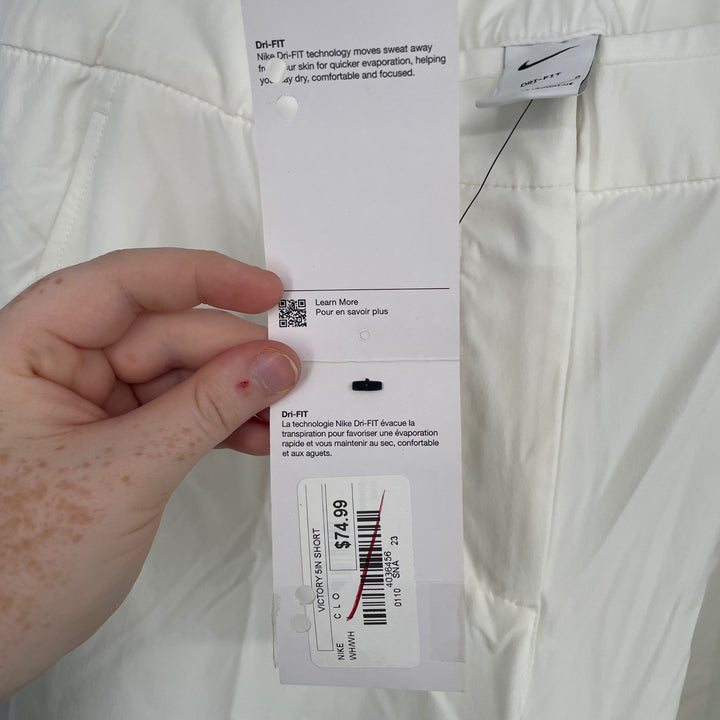 Dri-FIT
Nike Dri-FIT technology moves sweat away
your skin for quicker evaporation, helping
dry, comfortable and focused.
DRI-FIT
Learn More
Pour en savoir plus
Dri-FIT
La technologie Nike Dri-FIT évacue la
transpiration pour favoriser une évaporation
rapide et vous maintenir au sec, confortable
et aux aguets.
VICTORY 5IN SHORT
C L O
$74.99
NIKE
WH/WH
4036456 23
0110 SNA